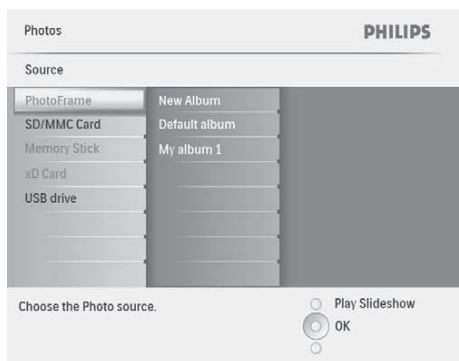 Photos
PHILIPS
Source
PhotoFrame
New Album
SD/MMC Card
Default album
Memory Stick
My album 1
xD Card
USB drive
Choose the Photo source.
Play Slideshow
OK